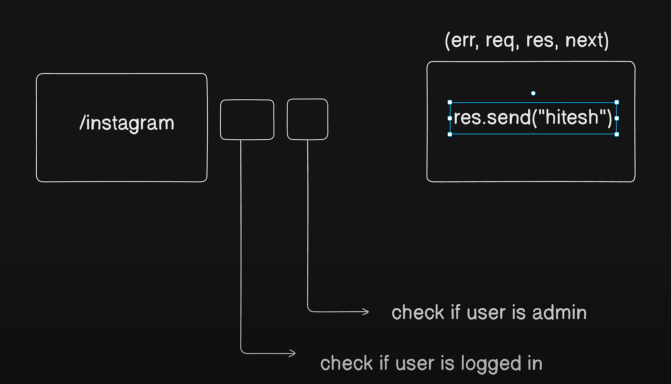 (err, req, res, next)
/instagram
res.send("hitesh")
check if user is admin
check if user is logged in